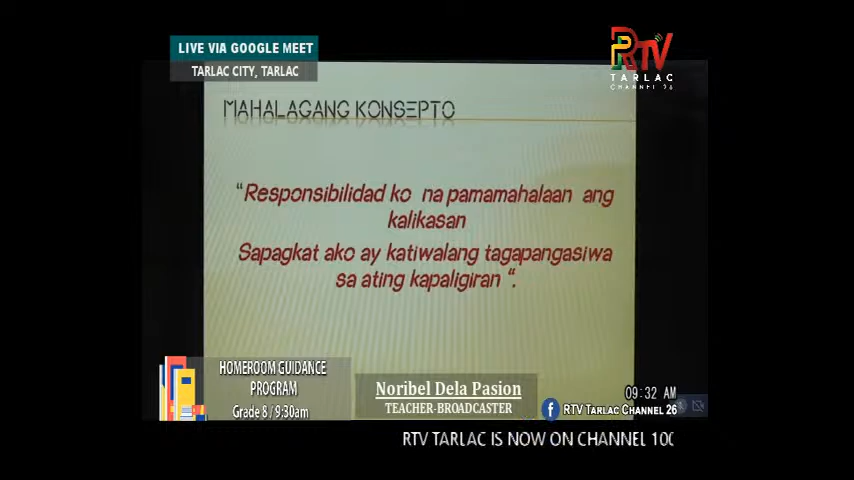 LIVE VIA GOOGLE MEET
TARLAC CITY, TARLAC
RTV
TARLAC
CHANNEL 26
MAHALAGANG KONSEPTO
"Responsibilidad ko na pamamahalaan ang
kalikasan
Sapagkat ako ay katiwalang tagapangasiwa
sa ating kapaligiran ".
HOMEROOM GUIDANCE
PROGRAM
Grade 8 / 9:30am
Noribel Dela Pasion
TEACHER-BROADCASTER
09:32 AM
f RTV TARLAC CHANNEL 26
RTV TARLAC IS NOW ON CHANNEL 100